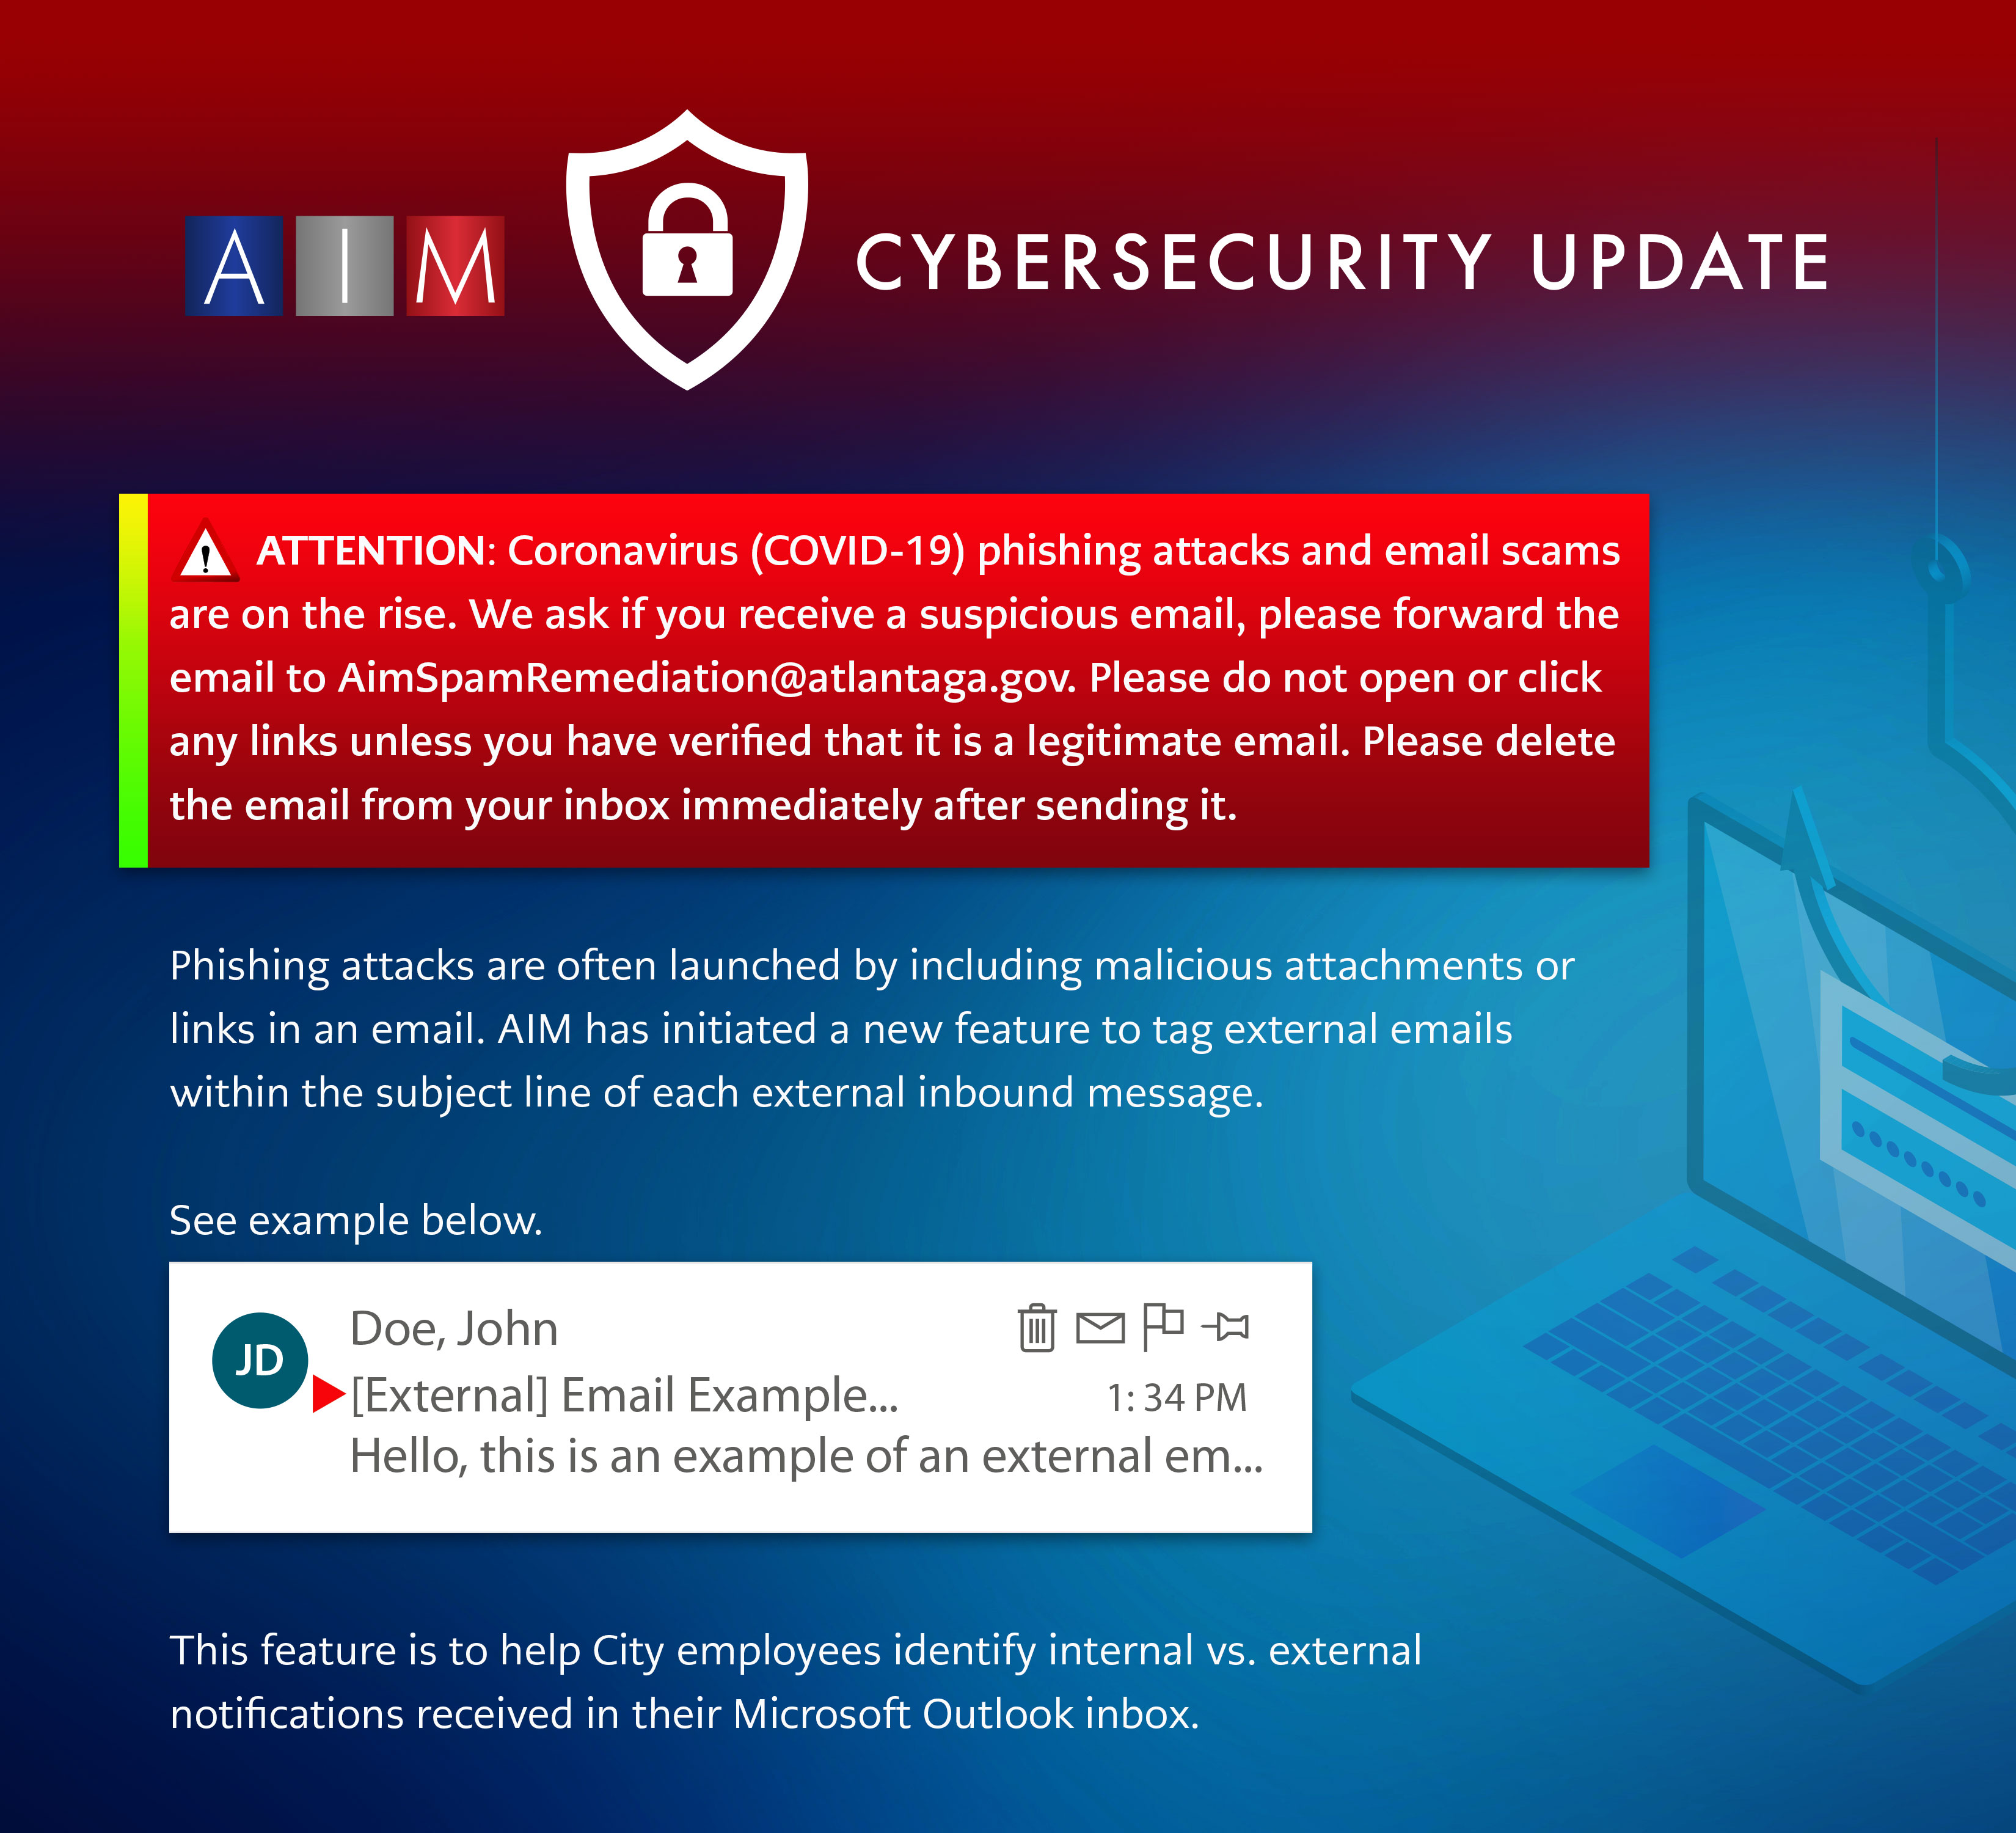 AIM CYBERSECURITY UPDATE
ATTENTION: Coronavirus (COVID-19) phishing attacks and email scams
are on the rise. We ask if you receive a suspicious email, please forward the
email to AimSpamRemediation@atlantaga.gov. Please do not open or click
any links unless you have verified that it is a legitimate email. Please delete
the email from your inbox immediately after sending it.
Phishing attacks are often launched by including malicious attachments or
links in an email. AIM has initiated a new feature to tag external emails
within the subject line of each external inbound message.
See example below.
JD
Doe, John
[External] Email Example... 1: 34 PM
Hello, this is an example of an external em...
This feature is to help City employees identify internal vs. external
notifications received in their Microsoft Outlook inbox.